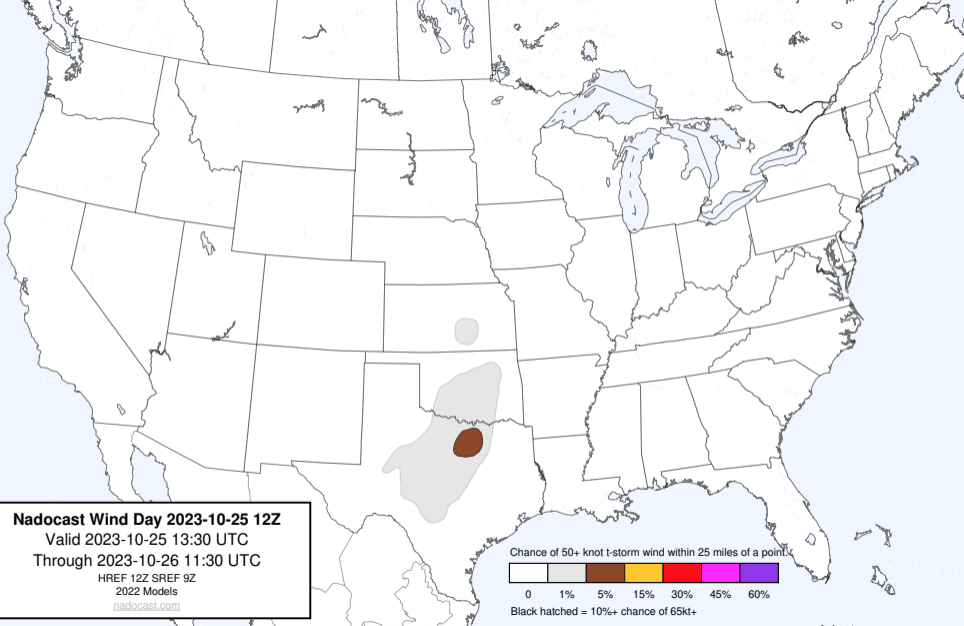 Nadocast Wind Day 2023-10-25 12Z
Valid 2023-10-25 13:30 UTC
Through 2023-10-26 11:30 UTC
HREF 12Z SREF 9Z
2022 Models
nadocast.com
Chance of 50+ knot t-storm wind within 25 miles of a point.
0 1% 5% 15% 30% 45% 60%
Black hatched = 10%+ chance of 65kt+